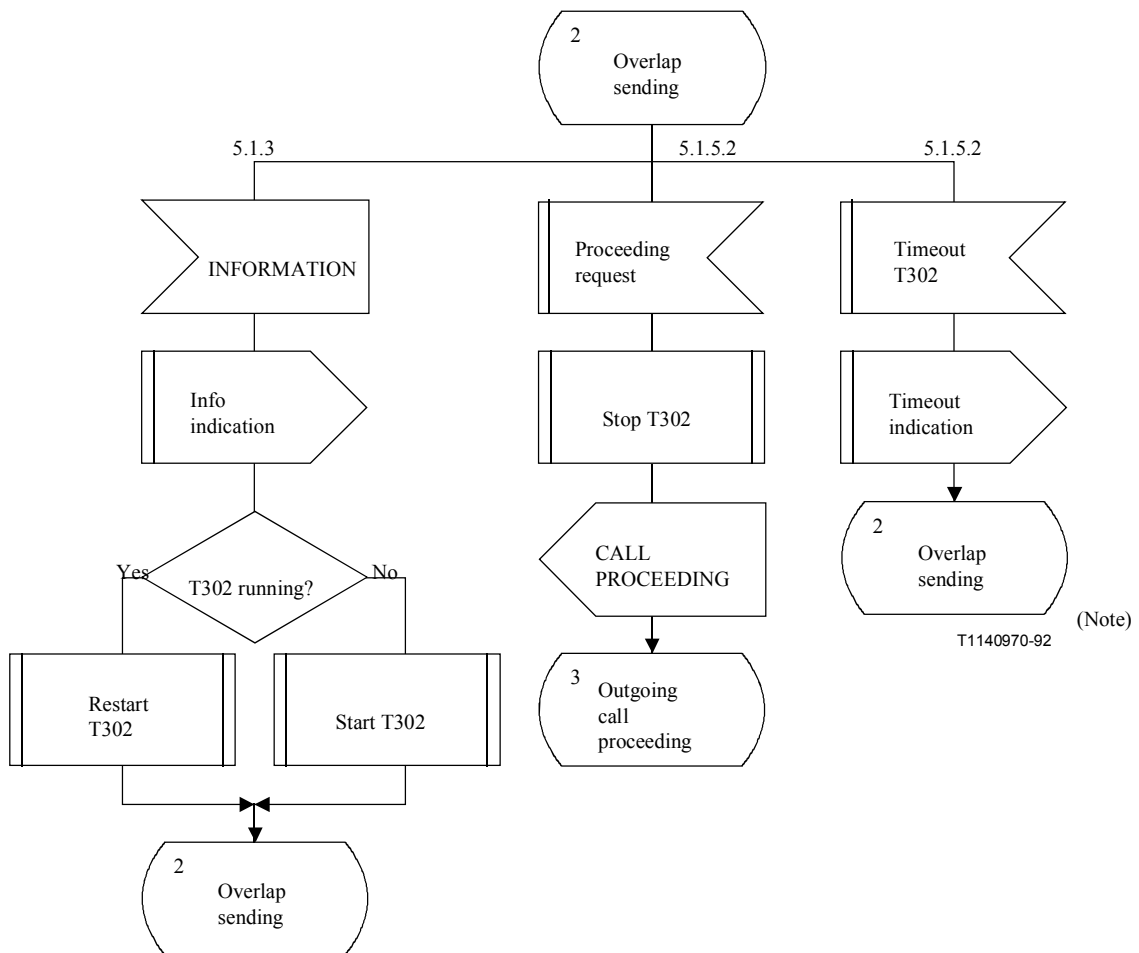 2
Overlap
sending
5.1.3
5.1.5.2
5.1.5.2
INFORMATION
Proceeding
request
Timeout
T302
Info
indication
Stop T302
Timeout
indication
Yes
T302 running?
No
CALL
PROCEEDING
2
Overlap
sending
(Note)
T1140970-92
Restart
T302
Start T302
3
Outgoing
call
proceeding
2
Overlap
sending